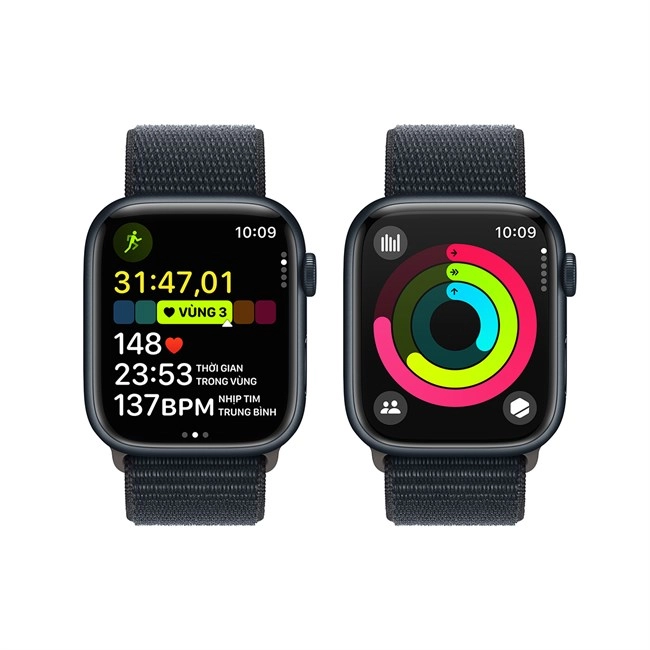 10:09
31:47,01
VÙNG 3
148
23:53 THỜI GIAN
TRONG VÙNG
137BPM NHỊP TIM
TRUNG BÌNH
10:09